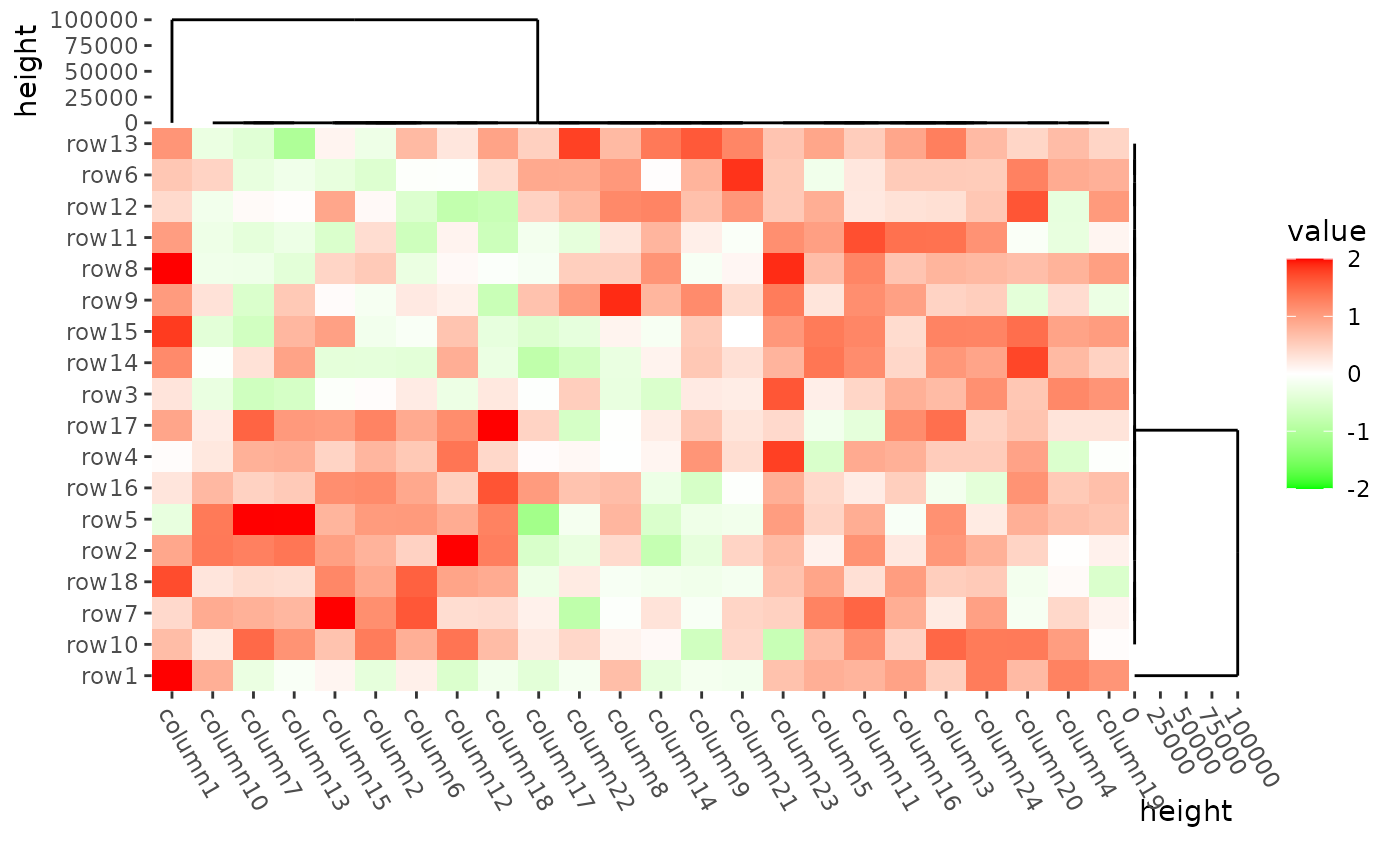 height
100000
75000
50000
25000
0
row13
row6
row12
row11
row8
row9
row15
row14
row3
row17
row4
row16
row5
row2
row18
row7
row10
row1
column1
column10
column7
column13
column15
column2
column6
column12
column18
column17
column22
column8
column14
column9
column21
column23
column5
column11
column16
column3
column24
column20
column4
column19
0
25000
50000
75000
100000
height
value
2
1
0
-1
-2